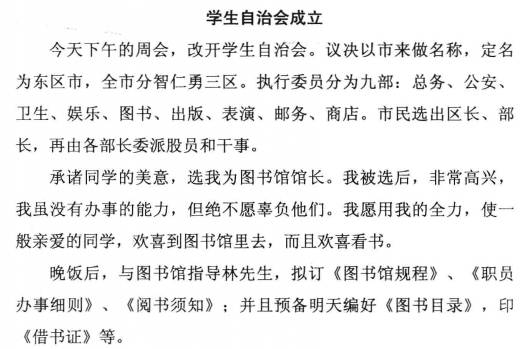 学生自治会成立
今天下午的周会，改开学生自治会。议决以市来做名称，定名
为东区市，全市分智仁勇三区。执行委员分为九部：总务、公安、
卫生、娱乐、图书、出版、表演、邮务、商店。市民选出区长、部
长，再由各部长委派股员和干事。
承诸同学的美意，选我为图书馆馆长。我被选后，非常高兴，
我虽没有办事的能力，但绝不愿辜负他们。我愿用我的全力，使一
般亲爱的同学，欢喜到图书馆里去，而且欢喜看书。
晚饭后，与图书馆指导林先生，拟订《图书馆规程》、《职员
办事细则》、《阅书须知》；并且预备明天编好《图书目录》，印
《借书证》等。